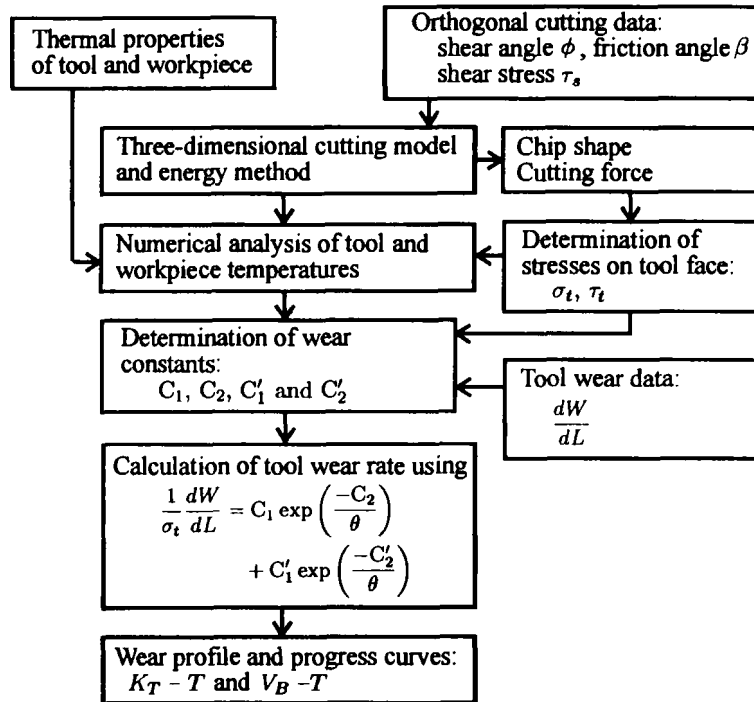 Thermal properties
of tool and workpiece
Orthogonal cutting data:
shear angle ϕ, friction angle β
shear stress τₛ
Three-dimensional cutting model
and energy method
Chip shape
Cutting force
Numerical analysis of tool and
workpiece temperatures
Determination of
stresses on tool face:
σₜ, τₜ
Determination of wear
constants:
C₁, C₂, C′₁ and C′₂
Tool wear data:
dW
dL
Calculation of tool wear rate using
1/σₜ dW/dL = C₁ exp(−C₂/θ)
+ C′₁ exp(−C′₂/θ)
Wear profile and progress curves:
K_T – T and V_B –T